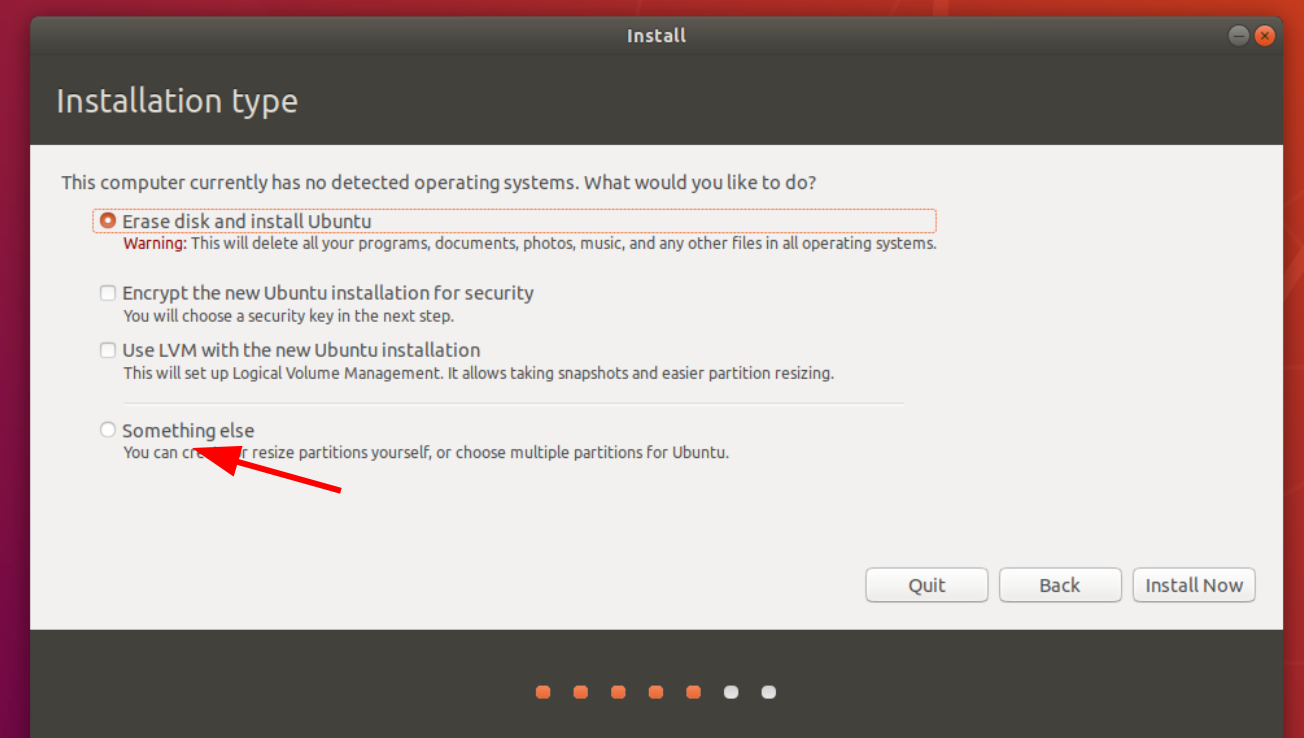 Install
Installation type
This computer currently has no detected operating systems. What would you like to do?
Erase disk and install Ubuntu
Warning: This will delete all your programs, documents, photos, music, and any other files in all operating systems.
Encrypt the new Ubuntu installation for security
You will choose a security key in the next step.
Use LVM with the new Ubuntu installation
This will set up Logical Volume Management. It allows taking snapshots and easier partition resizing.
Something else
You can create or resize partitions yourself, or choose multiple partitions for Ubuntu.
Quit
Back
Install Now